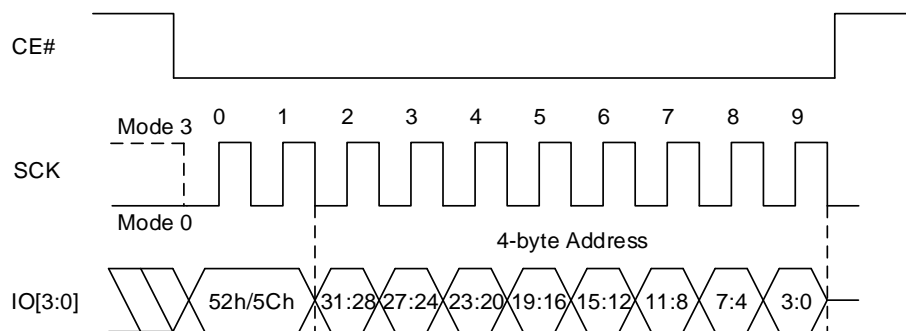 CE#
0 1 2 3 4 5 6 7 8 9
Mode 3
SCK
Mode 0
4-byte Address
IO[3:0] 52h/5Ch 31:28 27:24 23:20 19:16 15:12 11:8 7:4 3:0